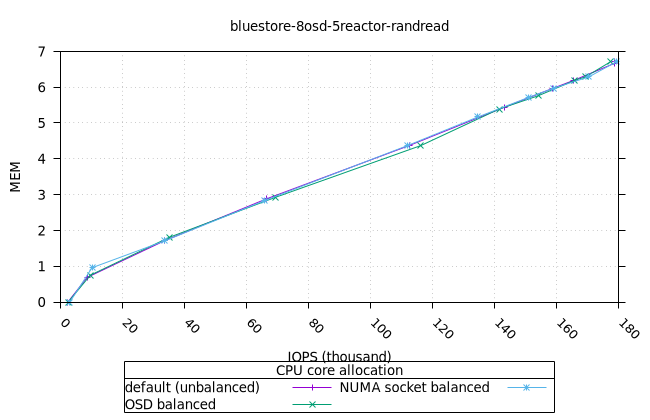 bluestore-8osd-5reactor-randread
7
6
5
4
3
2
1
0
MEM
0 20 40 60 80 100 120 140 160 180
IOPS (thousand)
CPU core allocation
default (unbalanced) NUMA socket balanced
OSD balanced